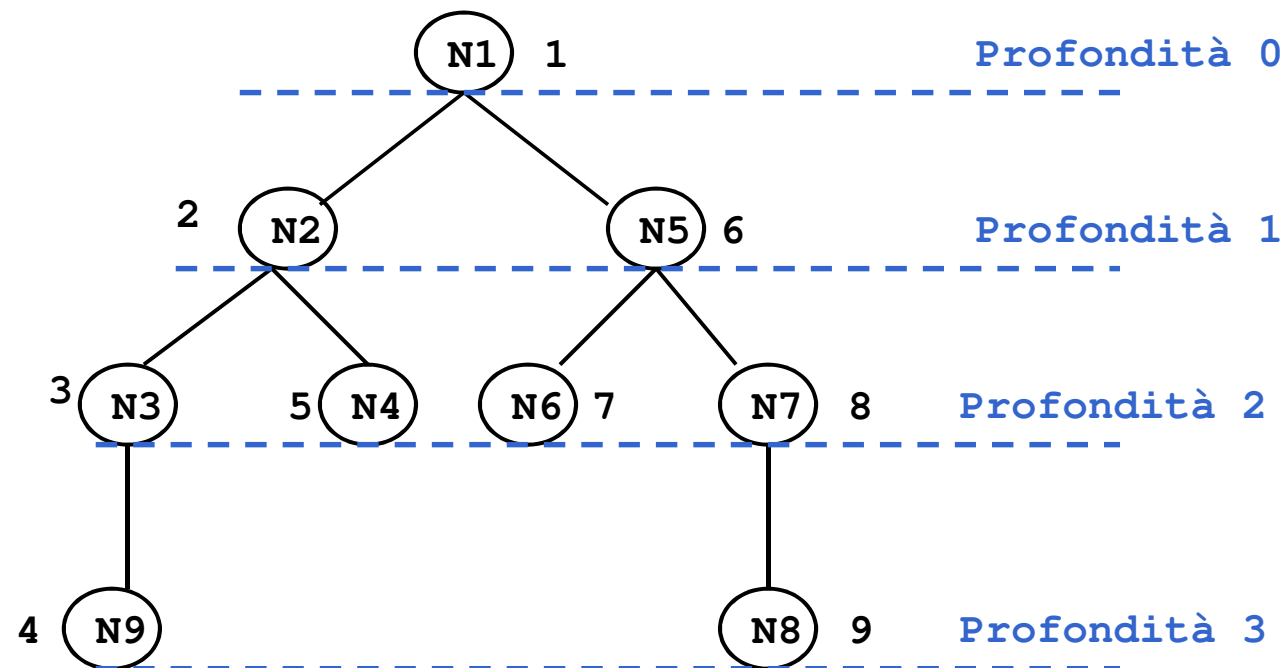 N1 1 Profondità 0
2 N2 N5 6 Profondità 1
3 N3 5 N4 N6 7 N7 8 Profondità 2
4 N9 N8 9 Profondità 3